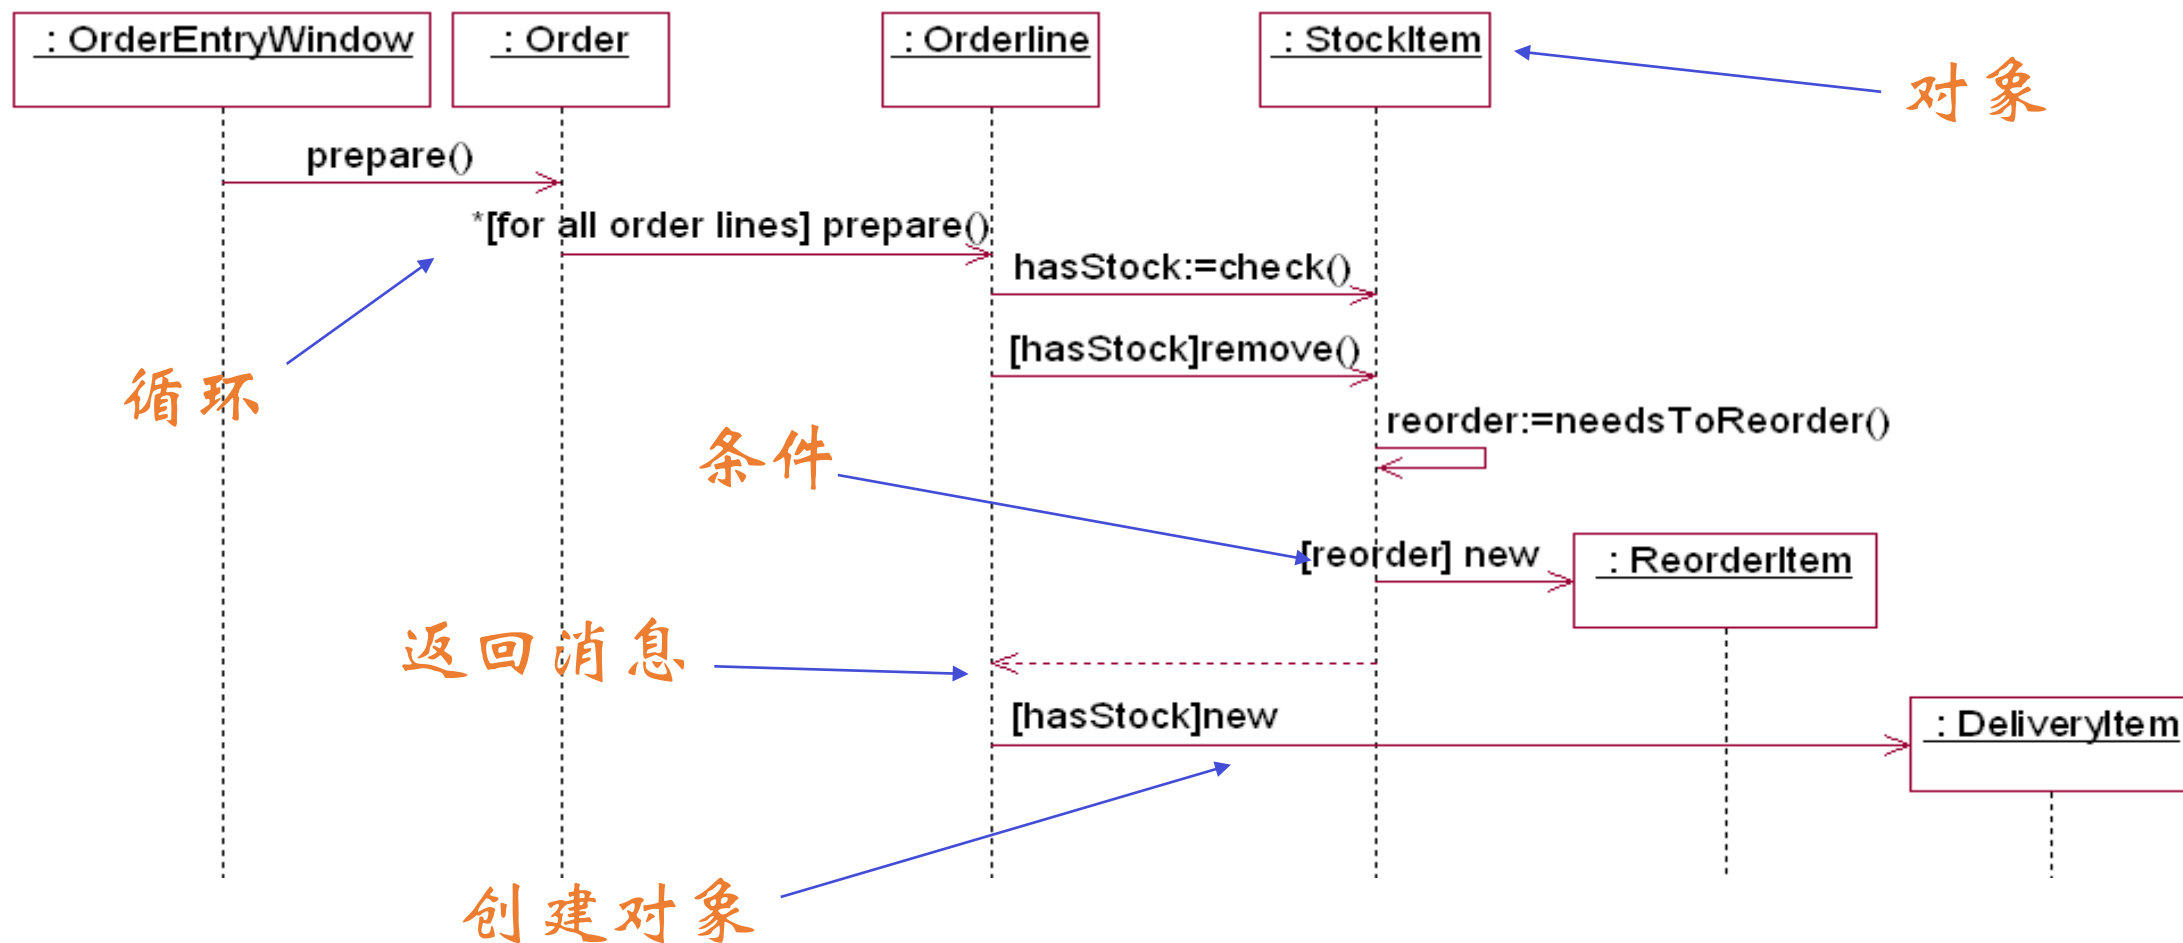 : OrderEntryWindow
: Order
: Orderline
: StockItem
对象
prepare()
*[for all order lines] prepare()
hasStock:=check()
循环
[hasStock]remove()
reorder:=needsToReorder()
条件
[reorder] new
: ReorderItem
返回消息
[hasStock]new
: DeliveryItem
创建对象